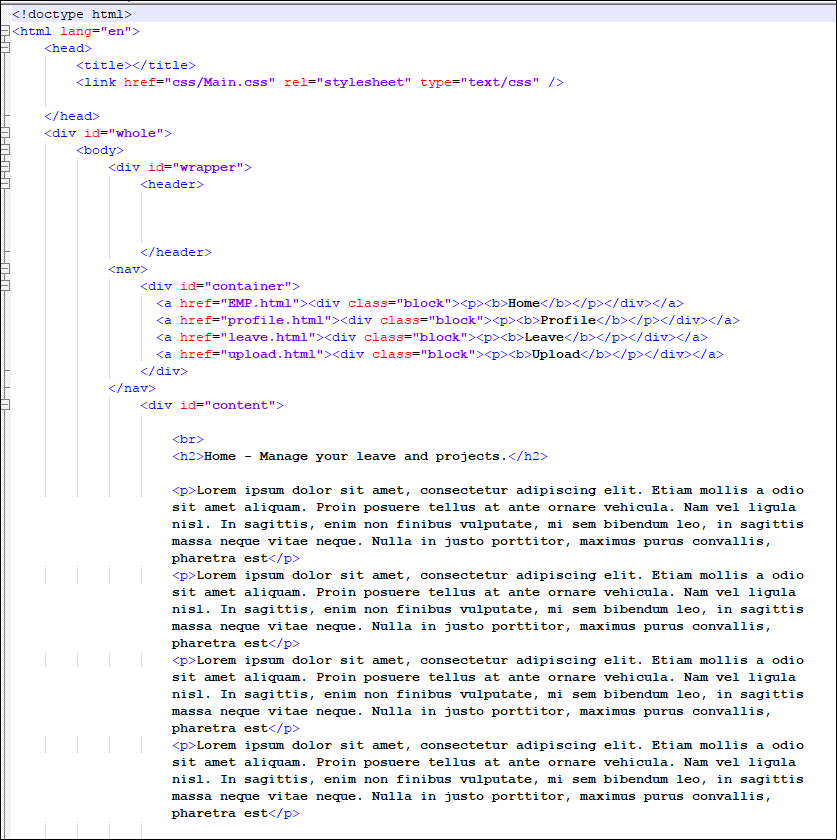 <!doctype html>
<html lang="en">
<head>
<title></title>
<link href="css/Main.css" rel="stylesheet" type="text/css" />
</head>
<div id="whole">
<body>
<div id="wrapper">
<header>
</header>
<nav>
<div id="container">
<a href="EMP.html"><div class="block"><p><b>Home</b></p></div></a>
<a href="profile.html"><div class="block"><p><b>Profile</b></p></div></a>
<a href="leave.html"><div class="block"><p><b>Leave</b></p></div></a>
<a href="upload.html"><div class="block"><p><b>Upload</b></p></div></a>
</div>
</nav>
<div id="content">
<br>
<h2>Home - Manage your leave and projects.</h2>
<p>Lorem ipsum dolor sit amet, consectetur adipiscing elit. Etiam mollis a odio
sit amet aliquam. Proin posuere tellus at ante ornare vehicula. Nam vel ligula
nisl. In sagittis, enim non finibus vulputate, mi sem bibendum leo, in sagittis
massa neque vitae neque. Nulla in justo porttitor, maximus purus convallis,
pharetra est</p>
<p>Lorem ipsum dolor sit amet, consectetur adipiscing elit. Etiam mollis a odio
sit amet aliquam. Proin posuere tellus at ante ornare vehicula. Nam vel ligula
nisl. In sagittis, enim non finibus vulputate, mi sem bibendum leo, in sagittis
massa neque vitae neque. Nulla in justo porttitor, maximus purus convallis,
pharetra est</p>
<p>Lorem ipsum dolor sit amet, consectetur adipiscing elit. Etiam mollis a odio
sit amet aliquam. Proin posuere tellus at ante ornare vehicula. Nam vel ligula
nisl. In sagittis, enim non finibus vulputate, mi sem bibendum leo, in sagittis
massa neque vitae neque. Nulla in justo porttitor, maximus purus convallis,
pharetra est</p>
<p>Lorem ipsum dolor sit amet, consectetur adipiscing elit. Etiam mollis a odio
sit amet aliquam. Proin posuere tellus at ante ornare vehicula. Nam vel ligula
nisl. In sagittis, enim non finibus vulputate, mi sem bibendum leo, in sagittis
massa neque vitae neque. Nulla in justo porttitor, maximus purus convallis,
pharetra est</p>